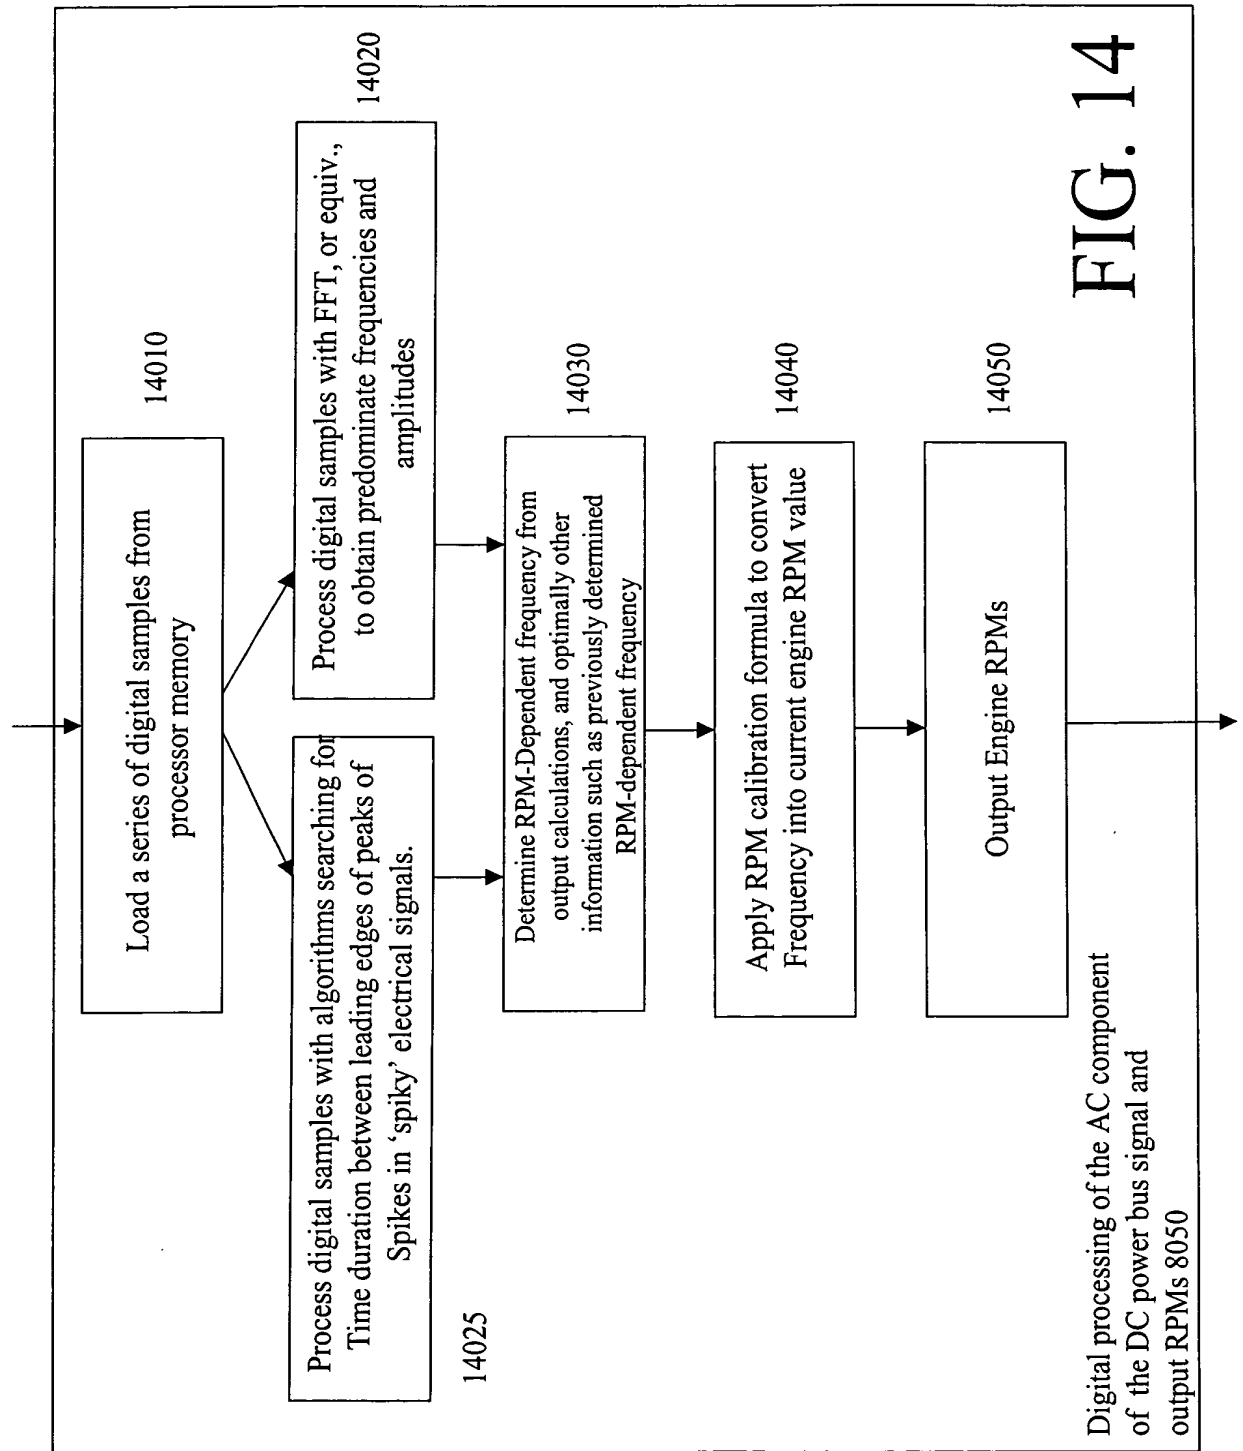 14010
Load a series of digital samples from
processor memory
14025
Process digital samples with algorithms searching for
Time duration between leading edges of peaks of
Spikes in ‘spiky’ electrical signals.
14020
Process digital samples with FFT, or equiv.,
to obtain predominate frequencies and
amplitudes
14030
Determine RPM-Dependent frequency from
output calculations, and optimally other
information such as previously determined
RPM-dependent frequency
14040
Apply RPM calibration formula to convert
Frequency into current engine RPM value
14050
Output Engine RPMs
Digital processing of the AC component
of the DC power bus signal and
output RPMs 8050
FIG. 14